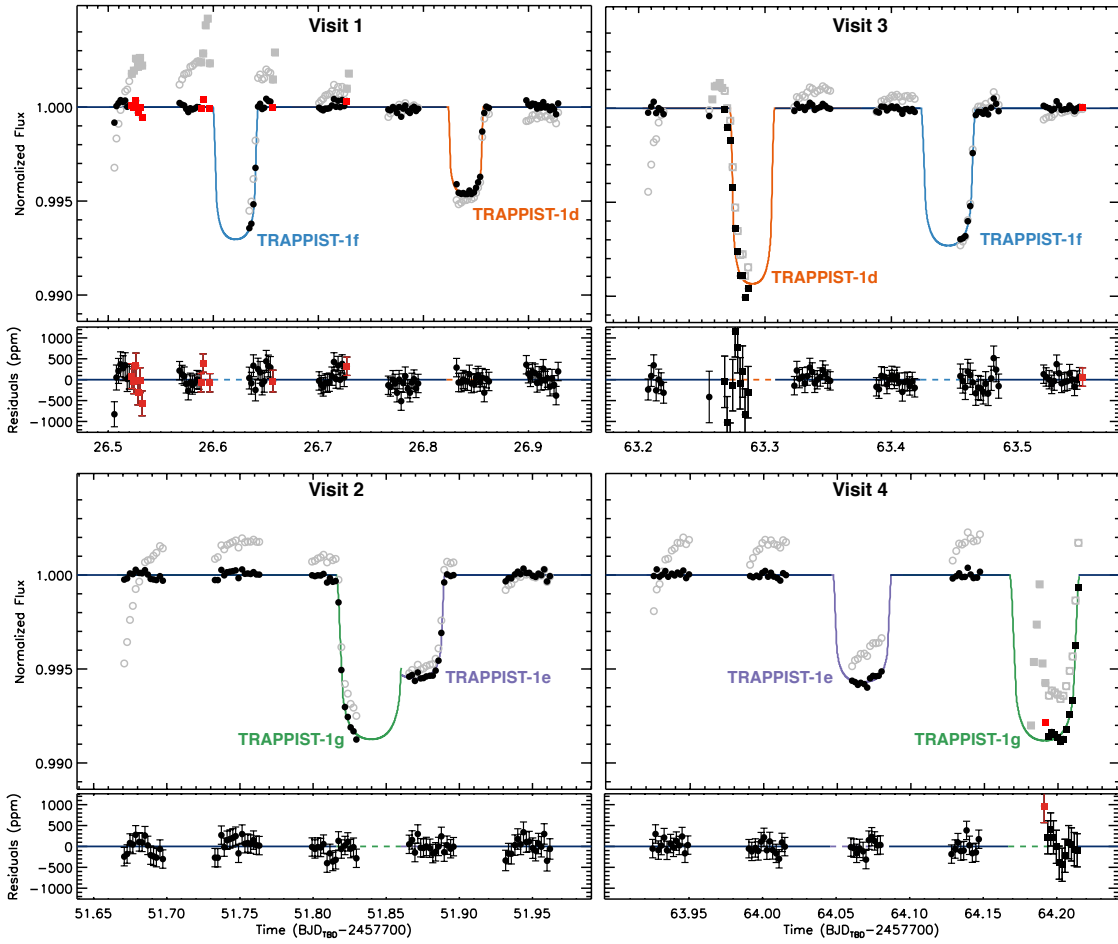 Visit 1
Normalized Flux
1.000
0.995
0.990
TRAPPIST-1f
TRAPPIST-1d
Residuals (ppm)
1000
500
0
-500
-1000
26.5 26.6 26.7 26.8 26.9
Visit 3
TRAPPIST-1d
TRAPPIST-1f
63.2 63.3 63.4 63.5
Visit 2
Normalized Flux
1.000
0.995
0.990
TRAPPIST-1g
TRAPPIST-1e
Residuals (ppm)
1000
500
0
-500
-1000
51.65 51.70 51.75 51.80 51.85 51.90 51.95
Time (BJDTBD-2457700)
Visit 4
TRAPPIST-1e
TRAPPIST-1g
63.95 64.00 64.05 64.10 64.15 64.20
Time (BJDTBD-2457700)